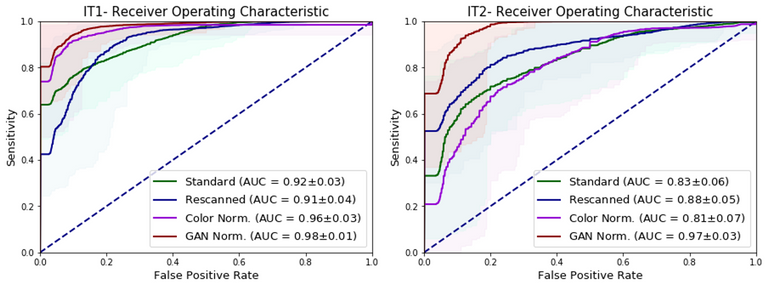 IT1- Receiver Operating Characteristic
Sensitivity
1.0
0.8
0.6
0.4
0.2
0.0
Standard (AUC = 0.92±0.03)
Rescanned (AUC = 0.91±0.04)
Color Norm. (AUC = 0.96±0.03)
GAN Norm. (AUC = 0.98±0.01)
0.0 0.2 0.4 0.6 0.8 1.0
False Positive Rate
IT2- Receiver Operating Characteristic
Sensitivity
1.0
0.8
0.6
0.4
0.2
0.0
Standard (AUC = 0.83±0.06)
Rescanned (AUC = 0.88±0.05)
Color Norm. (AUC = 0.81±0.07)
GAN Norm. (AUC = 0.97±0.03)
0.0 0.2 0.4 0.6 0.8 1.0
False Positive Rate